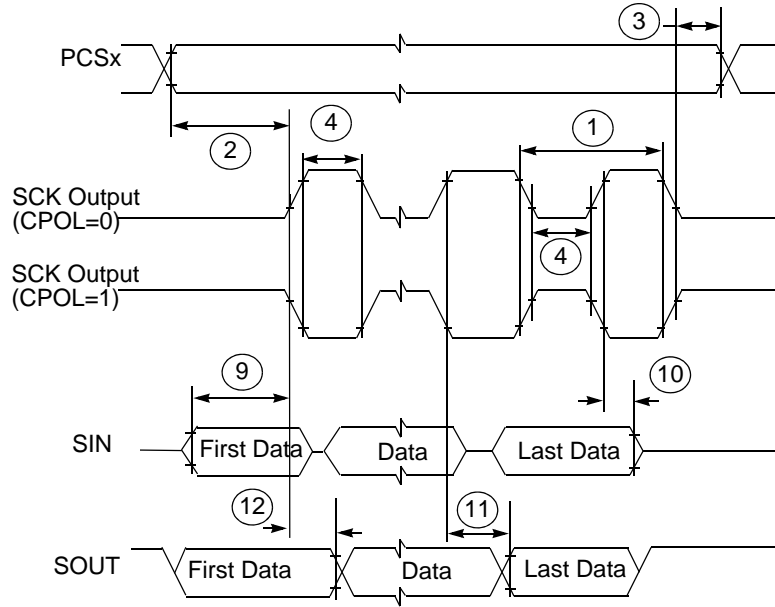 3
PCSx
2
4
1
SCK Output
(CPOL=0)
4
SCK Output
(CPOL=1)
9
10
SIN
First Data
Data
Last Data
12
11
SOUT
First Data
Data
Last Data